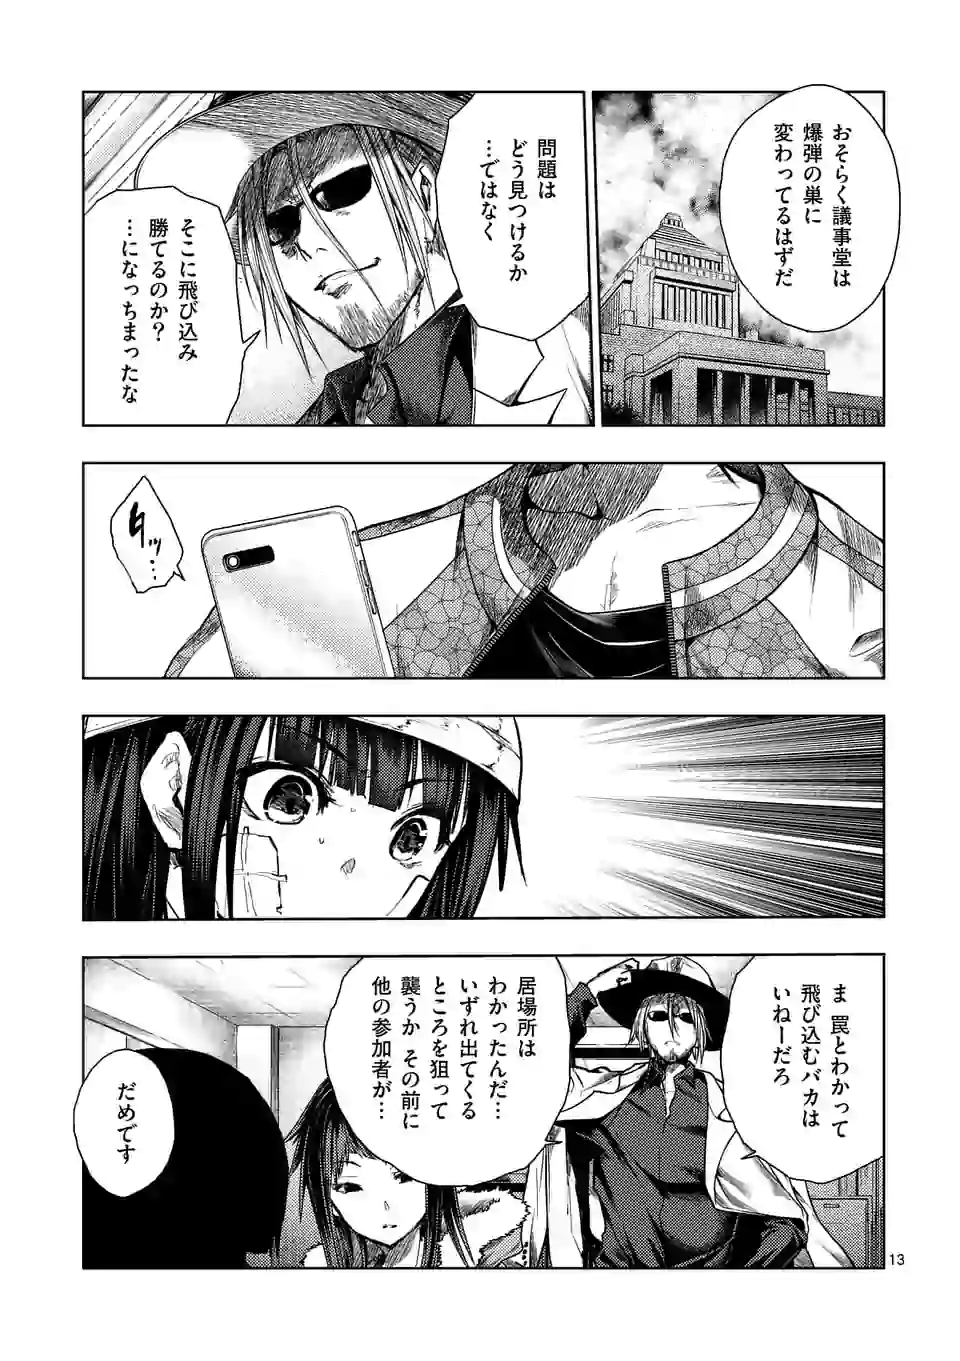 おそらく議事堂は
爆弾の巣に
変わってるはずだ
問題は
どう見つけるか
…ではなく
そこに飛び込み
勝てるのか？
…になっちまったな
タッ…
ま 罠とわかって
飛び込むバカは
いねーだろ
居場所は
わかったんだ…
いずれ出てくる
ところを狙って
襲うか その前に
他の参加者が…
だめです
13